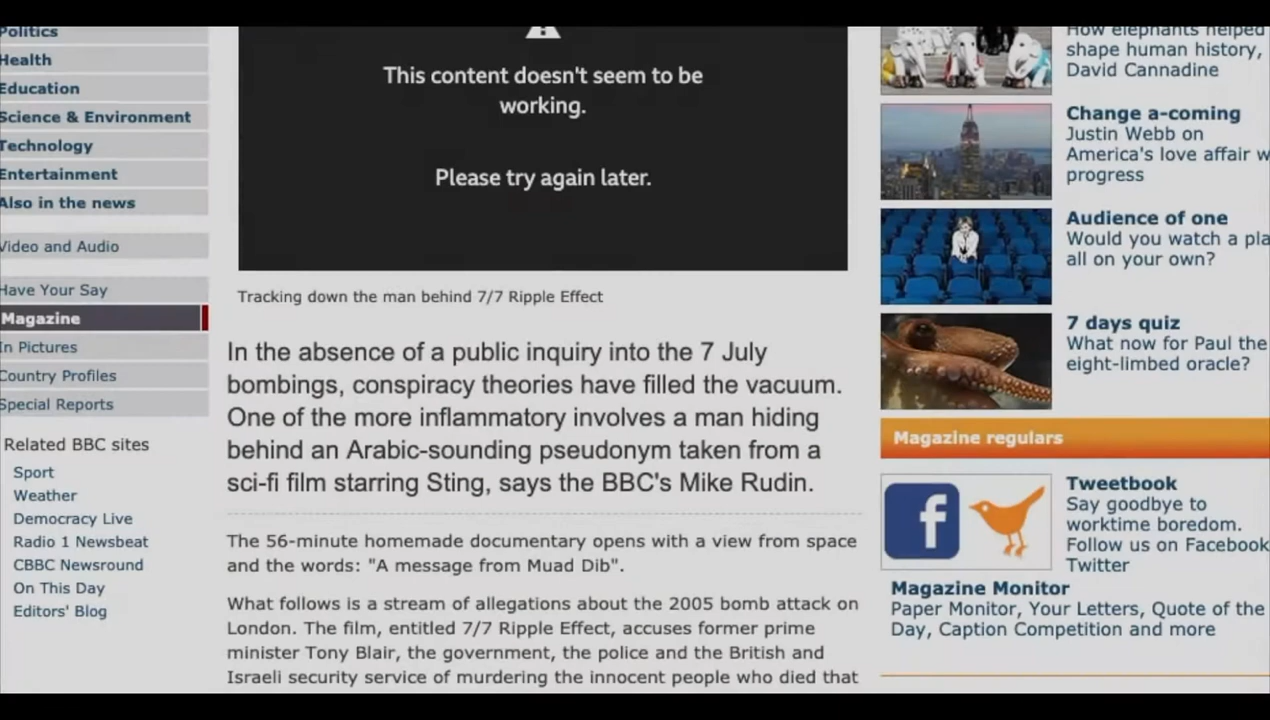 Politics
Health
Education
Science & Environment
Technology
Entertainment
Also in the news
Video and Audio
Have Your Say
Magazine
In Pictures
Country Profiles
Special Reports
Related BBC sites
Sport
Weather
Democracy Live
Radio 1 Newsbeat
CBBC Newsround
On This Day
Editors' Blog
This content doesn't seem to be
working.
Please try again later.
Tracking down the man behind 7/7 Ripple Effect
In the absence of a public inquiry into the 7 July
bombings, conspiracy theories have filled the vacuum.
One of the more inflammatory involves a man hiding
behind an Arabic-sounding pseudonym taken from a
sci-fi film starring Sting, says the BBC's Mike Rudin.
The 56-minute homemade documentary opens with a view from space
and the words: "A message from Muad Dib".
What follows is a stream of allegations about the 2005 bomb attack on
London. The film, entitled 7/7 Ripple Effect, accuses former prime
minister Tony Blair, the government, the police and the British and
Israeli security service of murdering the innocent people who died that
How elephants helped
shape human history,
David Cannadine
Change a-coming
Justin Webb on
America's love affair w
progress
Audience of one
Would you watch a pla
all on your own?
7 days quiz
What now for Paul the
eight-limbed oracle?
Magazine regulars
f
Tweetbook
Say goodbye to
worktime boredom.
Follow us on Facebook
Twitter
Magazine Monitor
Paper Monitor, Your Letters, Quote of the
Day, Caption Competition and more